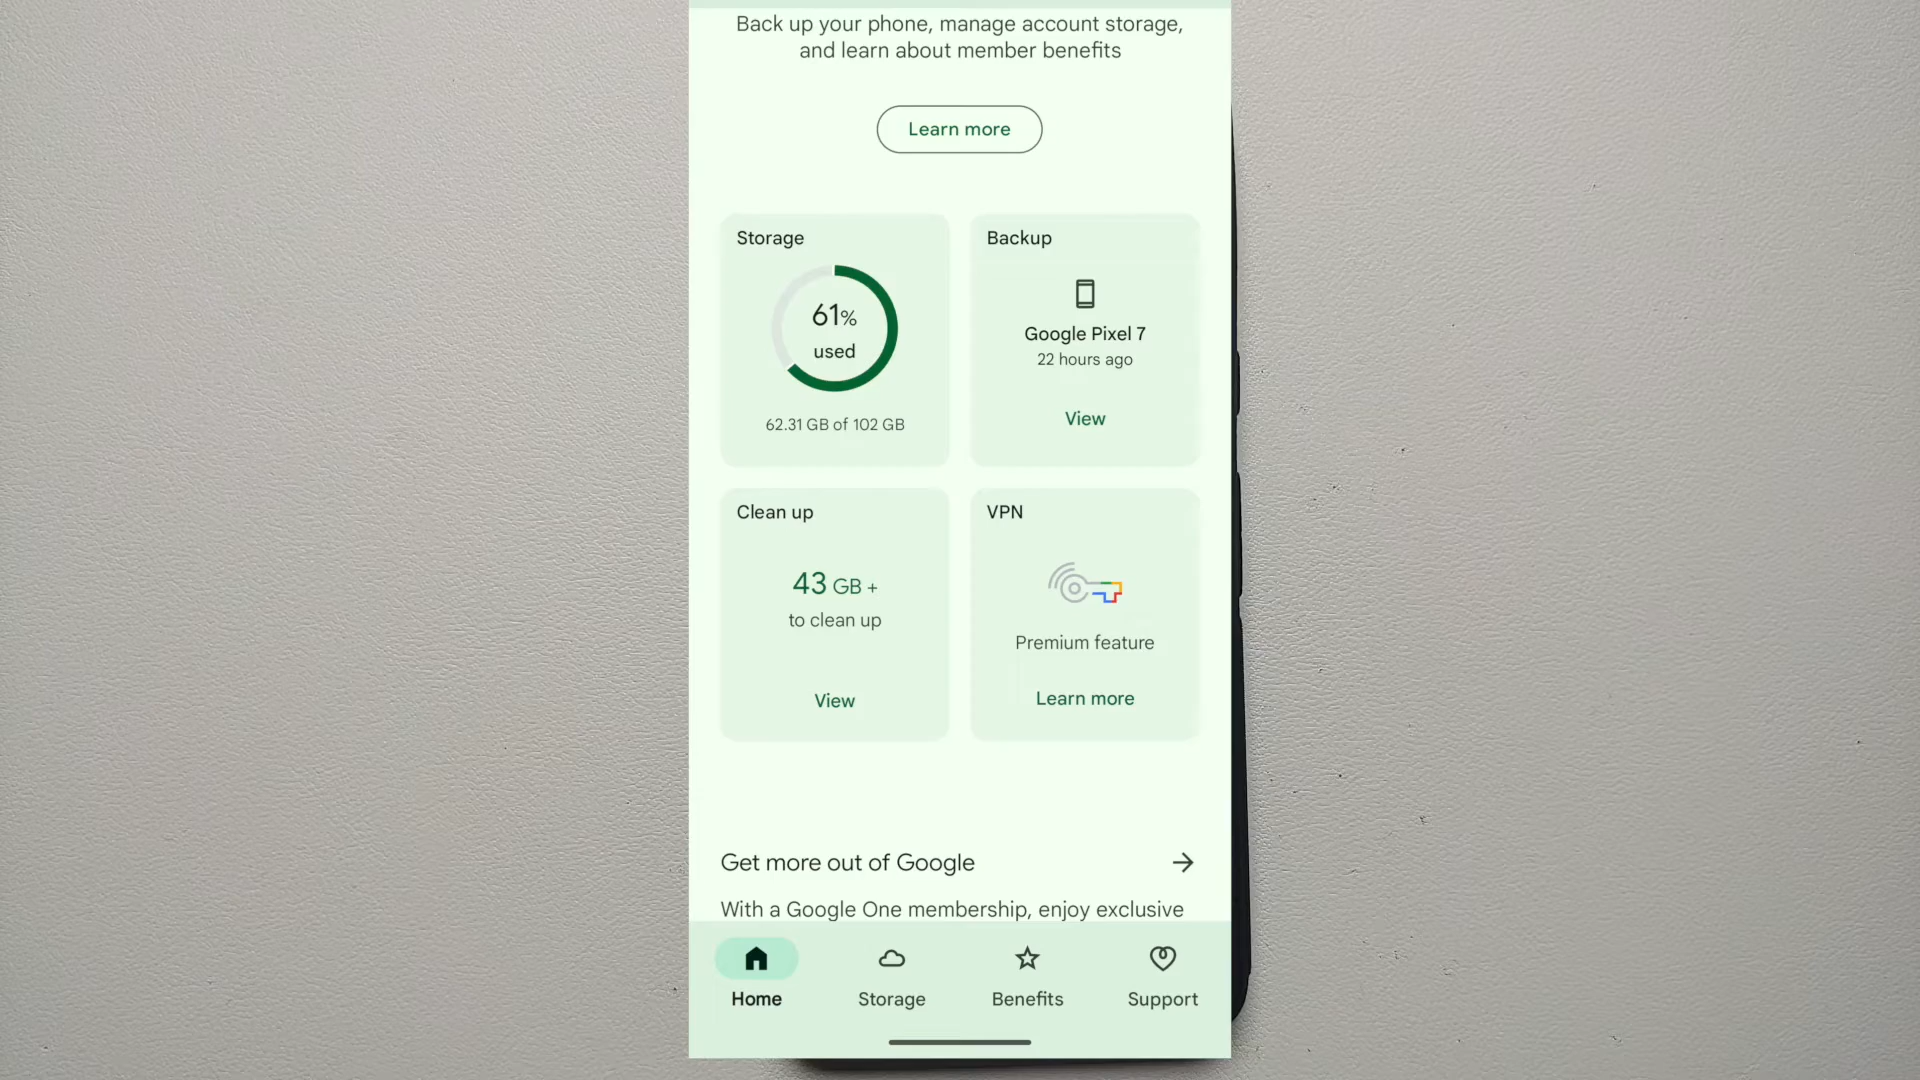 Back up your phone, manage account storage,
and learn about member benefits
Learn more
Storage
61%
used
62.31 GB of 102 GB
Backup
Google Pixel 7
22 hours ago
View
Clean up
43 GB +
to clean up
View
VPN
Premium feature
Learn more
Get more out of Google
With a Google One membership, enjoy exclusive
Home
Storage
Benefits
Support